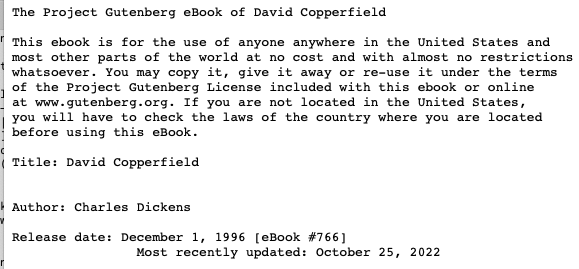 The Project Gutenberg eBook of David Copperfield
This ebook is for the use of anyone anywhere in the United States and
most other parts of the world at no cost and with almost no restrictions
whatsoever. You may copy it, give it away or re-use it under the terms
of the Project Gutenberg License included with this ebook or online
at www.gutenberg.org. If you are not located in the United States,
you will have to check the laws of the country where you are located
before using this eBook.
Title: David Copperfield
Author: Charles Dickens
Release date: December 1, 1996 [eBook #766]
Most recently updated: October 25, 2022